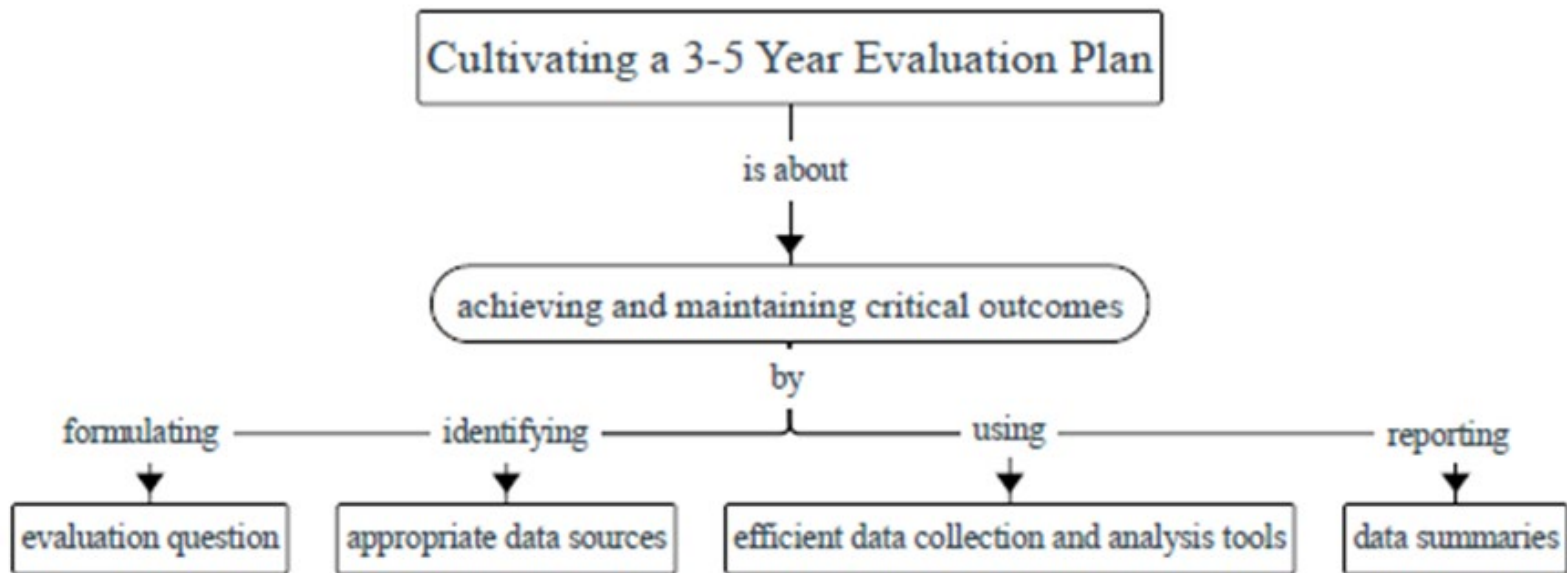 Cultivating a 3-5 Year Evaluation Plan
is about
achieving and maintaining critical outcomes
by
formulating identifying using reporting
evaluation question appropriate data sources efficient data collection and analysis tools data summaries